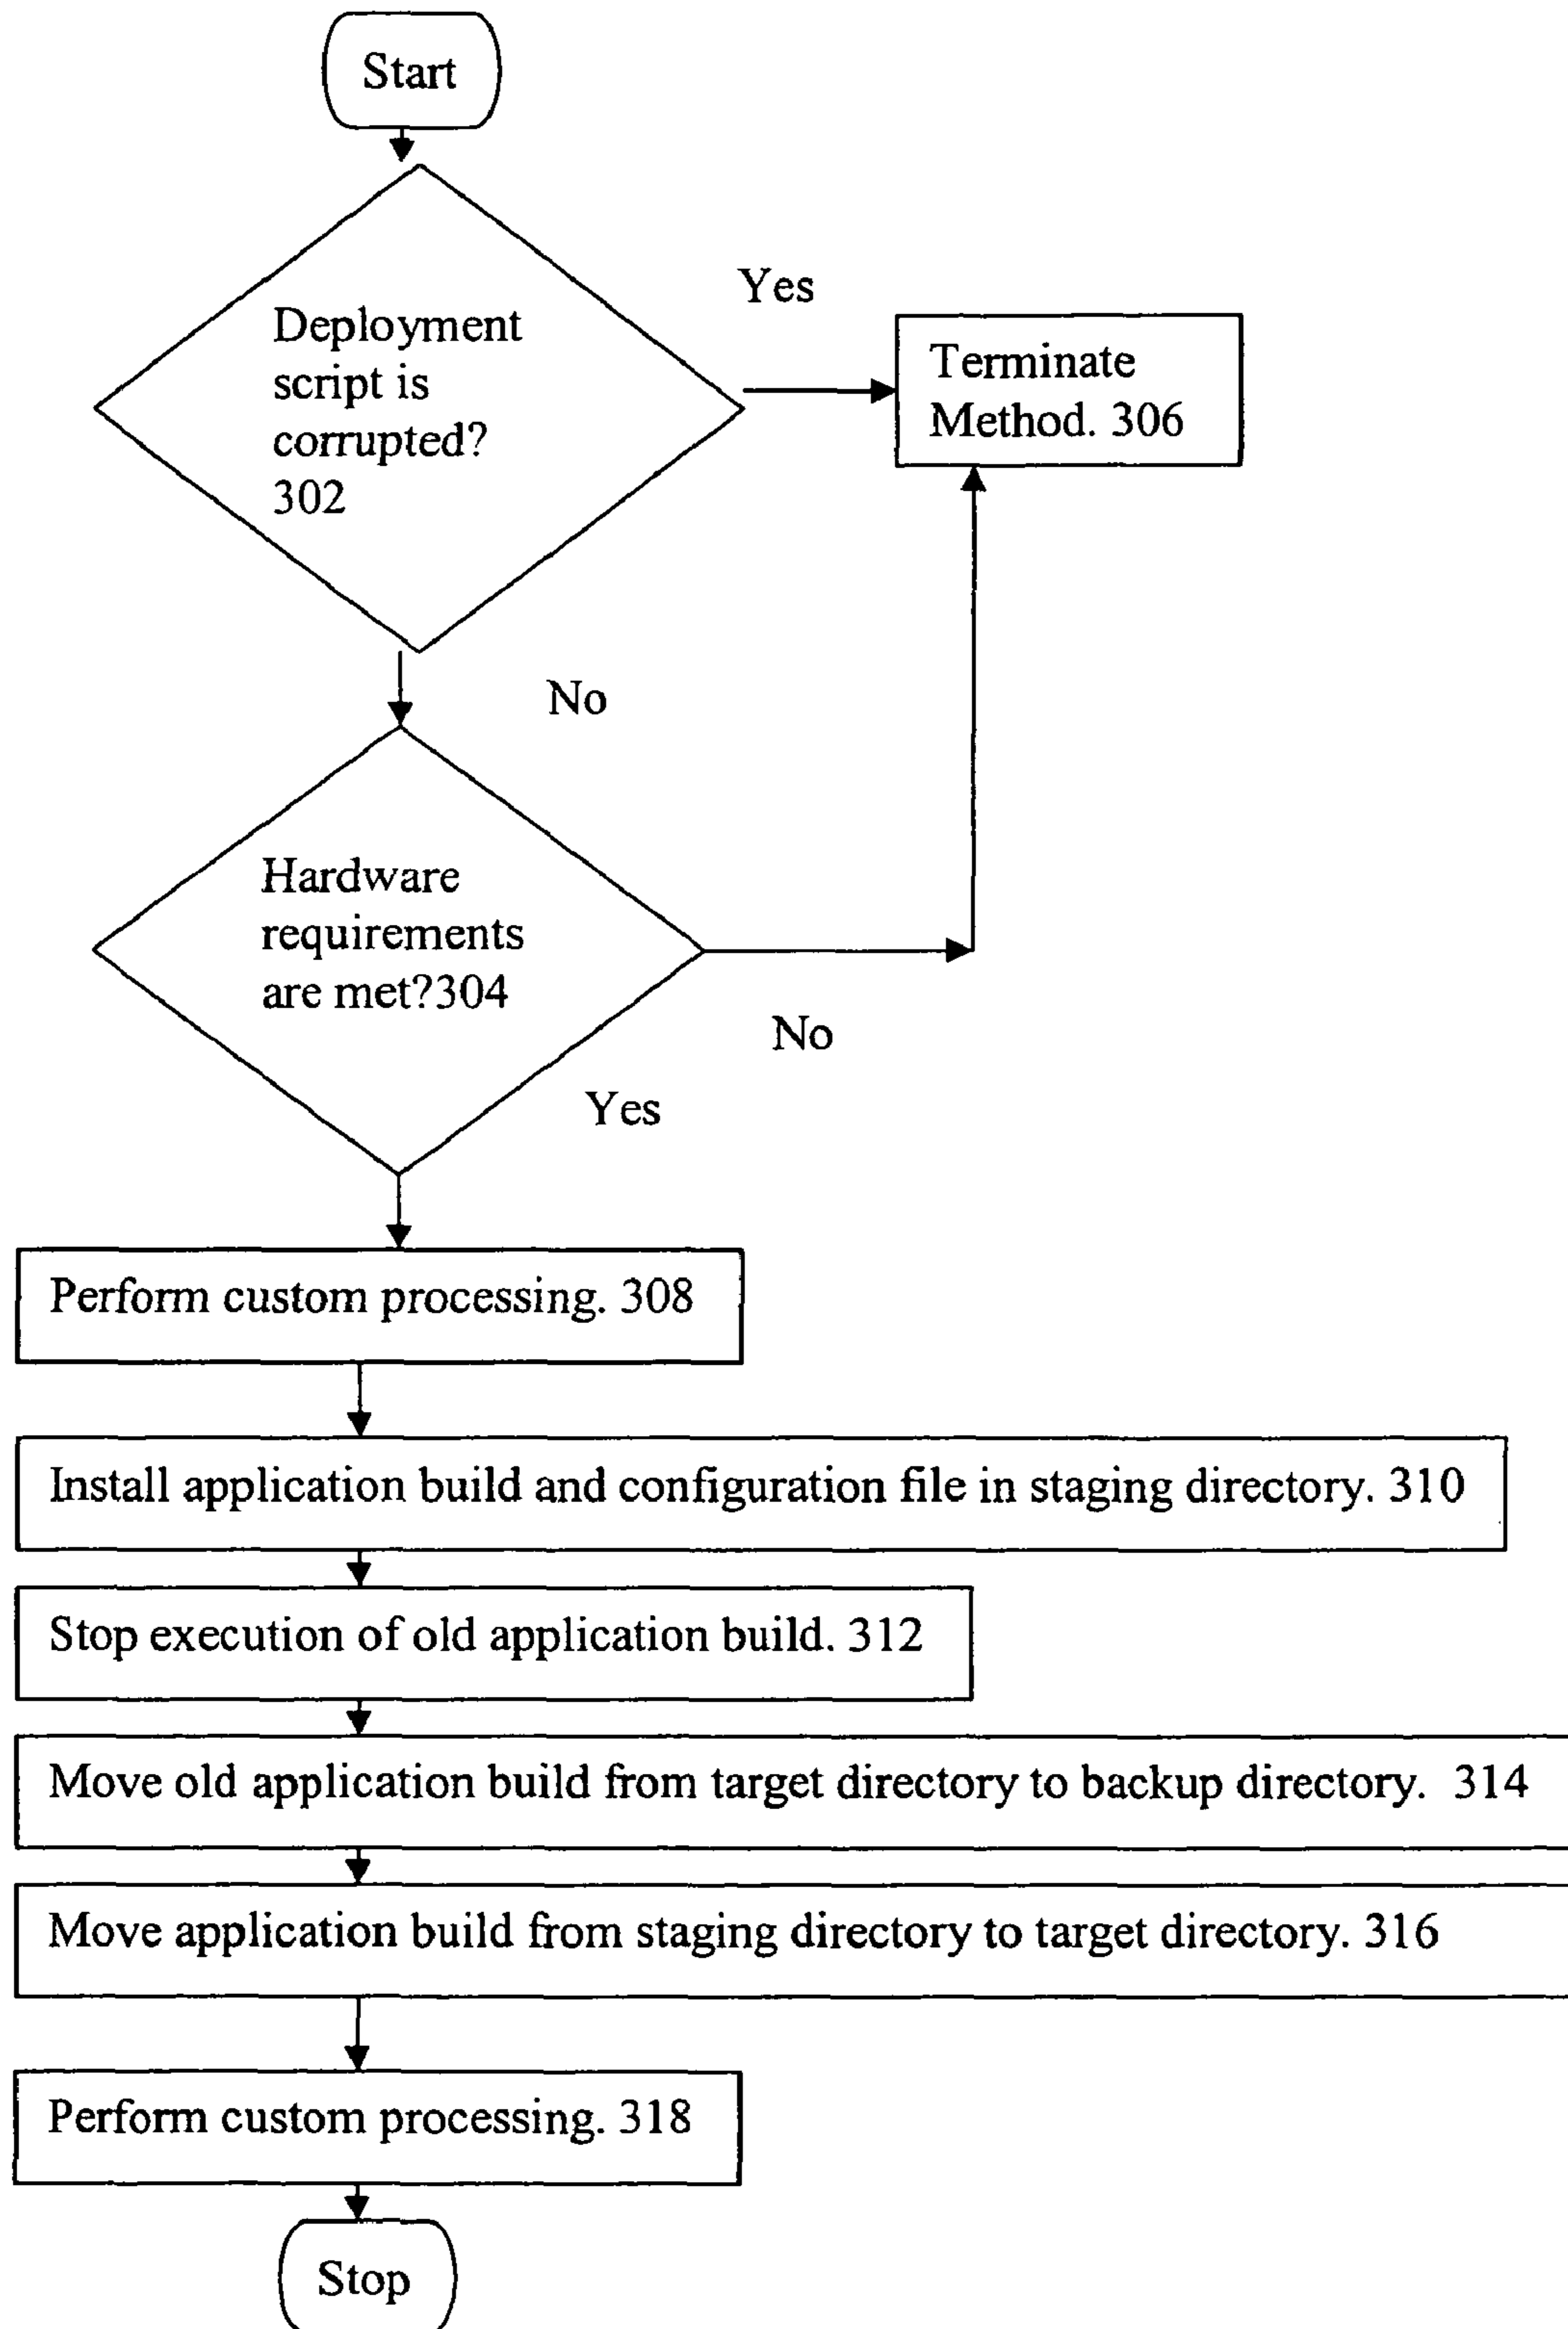 Start
Deployment
script is
corrupted?
302
Yes
Terminate
Method. 306
No
Hardware
requirements
are met?304
No
Yes
Perform custom processing. 308
Install application build and configuration file in staging directory. 310
Stop execution of old application build. 312
Move old application build from target directory to backup directory.  314
Move application build from staging directory to target directory. 316
Perform custom processing. 318
Stop